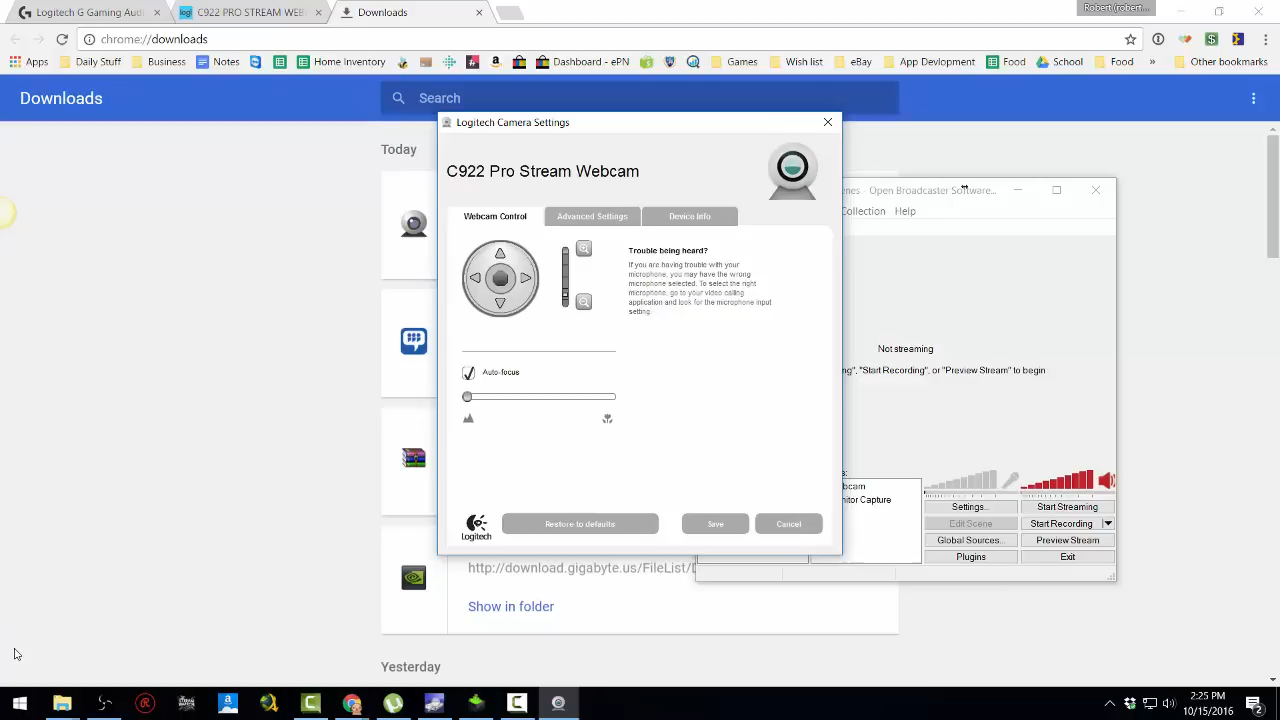 Logitech G Gaming Audi
C922 PRO STREAM WEB
Downloads
Robert (robert...
chrome://downloads
Apps
Daily Stuff
Business
Notes
Home Inventory
Dashboard - ePN
Games
Wish list
eBay
App Devlopment
Food
School
Food
»
Other bookmarks
Downloads
Search
Today
Logitech Camera Settings
C922 Pro Stream Webcam
Webcam Control
Advanced Settings
Device Info
Trouble being heard?
If you are having trouble with your
microphone, you may have the wrong
microphone selected. To select the right
microphone, go to your video calling
application and look for the microphone input
setting.
Auto-focus
Logitech
Restore to defaults
Save
Cancel
enes - Open Broadcaster Software...
Collection
Help
Not streaming
ng", "Start Recording", or "Preview Stream" to begin
es:
bcam
nitor Capture
Settings...
Start Streaming
Edit Scene
Start Recording
Global Sources...
Preview Stream
Plugins
Exit
http://download.gigabyte.us/FileList/D
Show in folder
Yesterday
2:25 PM
10/15/2016
2